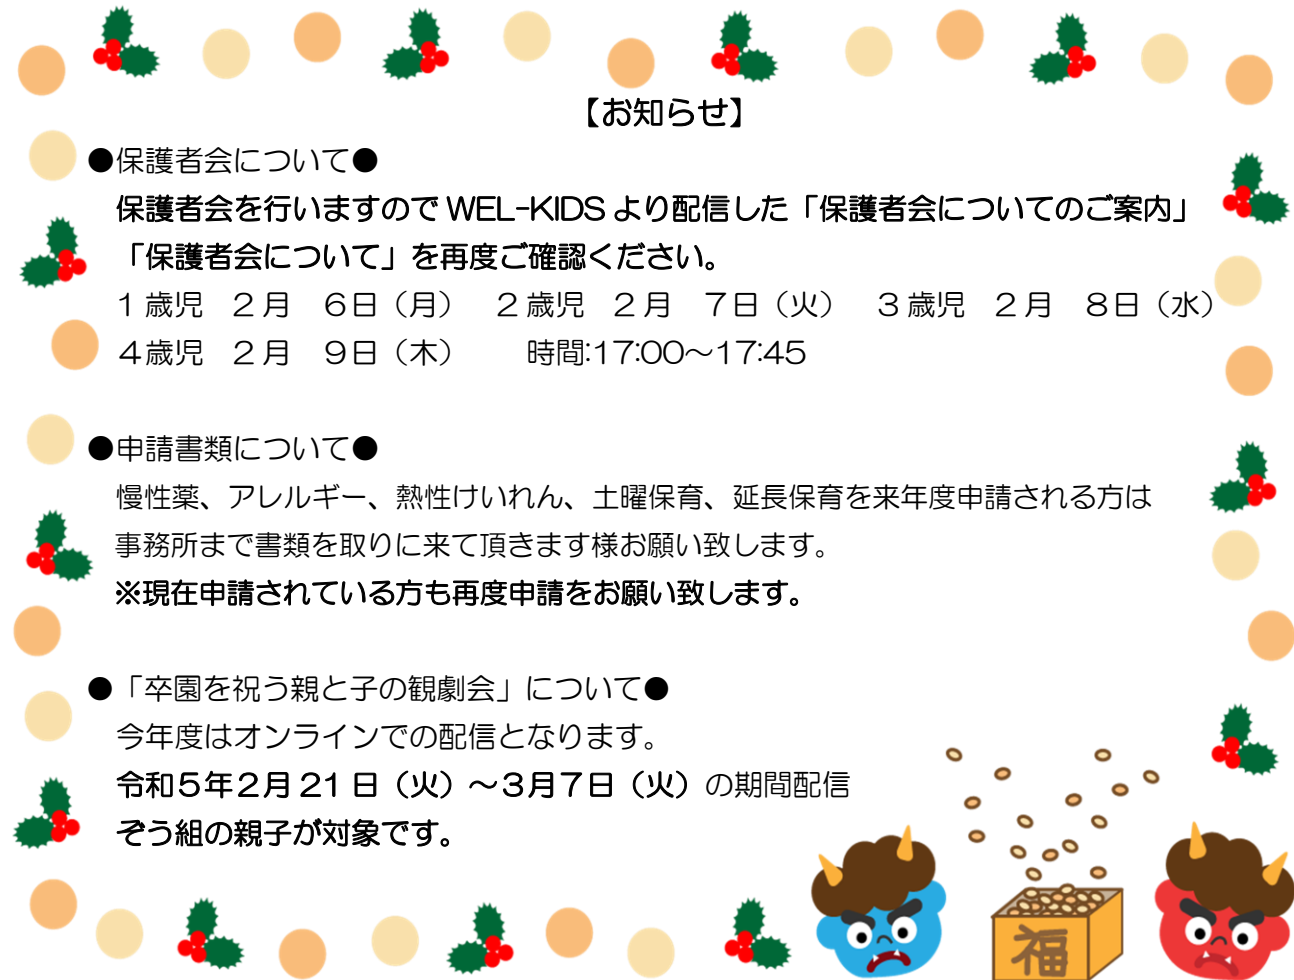 【お知らせ】
●保護者会について●
保護者会を行いますので WEL-KIDS より配信した「保護者会についてのご案内」
「保護者会について」を再度ご確認ください。
１歳児　２月　６日（月）　２歳児　２月　７日（火）　３歳児　２月　８日（水）
４歳児　２月　９日（木）　　時間:17:00～17:45
●申請書類について●
慢性薬、アレルギー、熱性けいれん、土曜保育、延長保育を来年度申請される方は
事務所まで書類を取りに来て頂きます様お願い致します。
※現在申請されている方も再度申請をお願い致します。
●「卒園を祝う親と子の観劇会」について●
今年度はオンラインでの配信となります。
令和５年２月 21 日（火）～３月７日（火）の期間配信
ぞう組の親子が対象です。
福